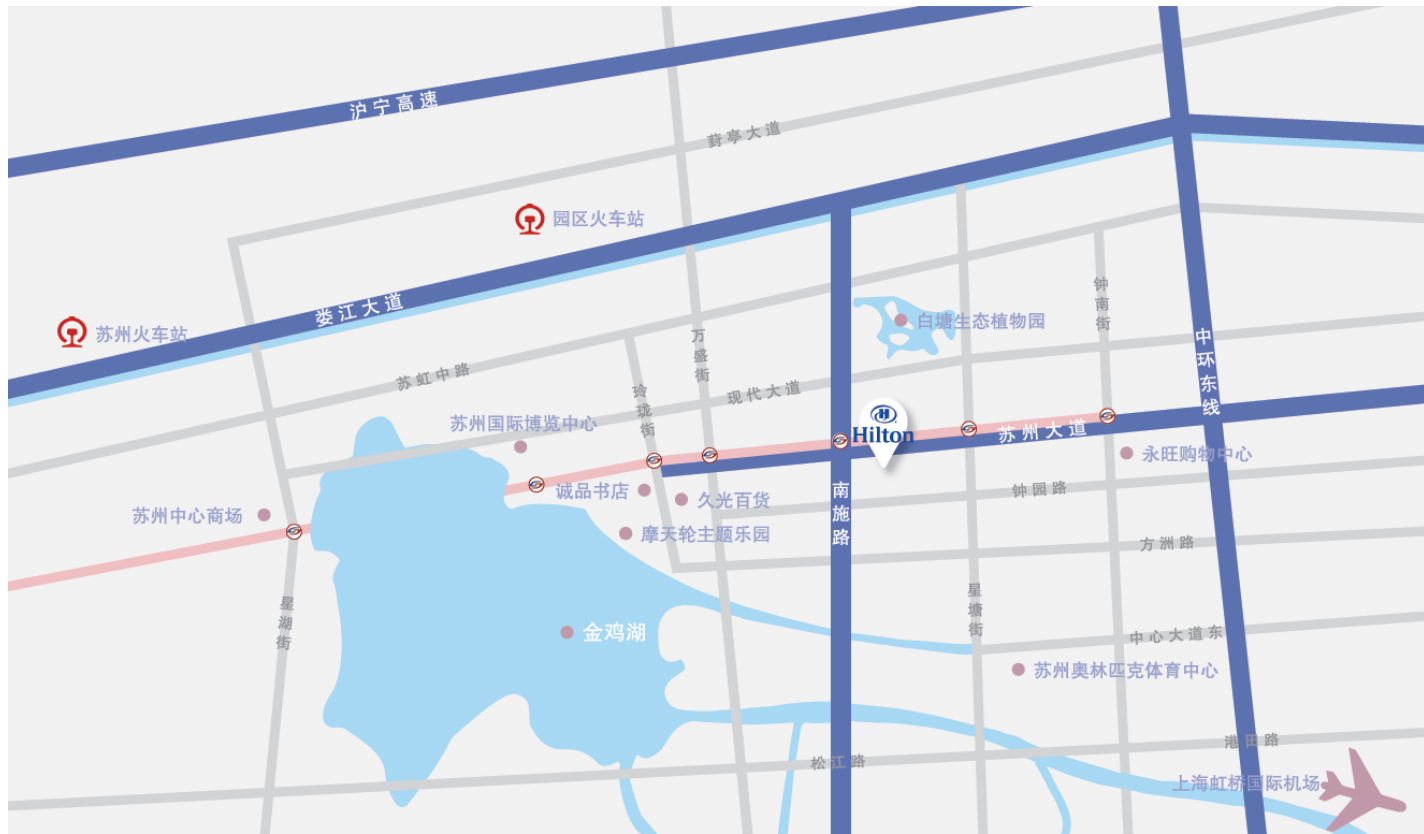 沪宁高速
葑亭大道
园区火车站
娄江大道
苏州火车站
钟南街
白塘生态植物园
万盛街
中环东线
苏虹中路
现代大道
玲珑街
苏州国际博览中心
Hilton
苏州大道
永旺购物中心
诚品书店
久光百货
钟园路
苏州中心商场
南施路
摩天轮主题乐园
方洲路
星湖街
星塘街
金鸡湖
中心大道东
苏州奥林匹克体育中心
港田路
松江路
上海虹桥国际机场